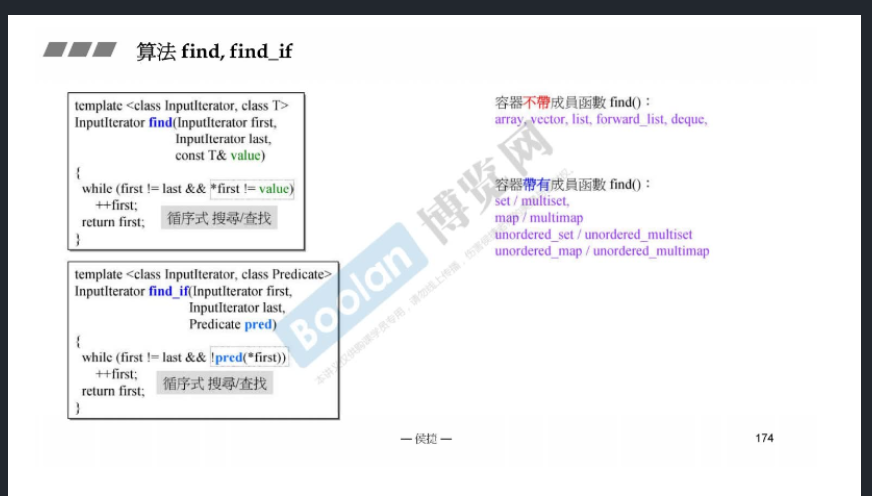 算法 find, find_if
template <class InputIterator, class T>
InputIterator find(InputIterator first,
InputIterator last,
const T& value)
{
while (first != last && *first != value)
++first;
return first;
循序式 搜尋/查找
}
template <class InputIterator, class Predicate>
InputIterator find_if(InputIterator first,
InputIterator last,
Predicate pred)
{
while (first != last && !pred(*first))
++first;
return first;
循序式 搜尋/查找
}
容器不帶成員函數 find()：
array, vector, list, forward_list, deque,
容器帶有成員函數 find()：
set / multiset,
map / multimap
unordered_set / unordered_multiset
unordered_map / unordered_multimap
Boolan 博览网
— 侯捷 —
174